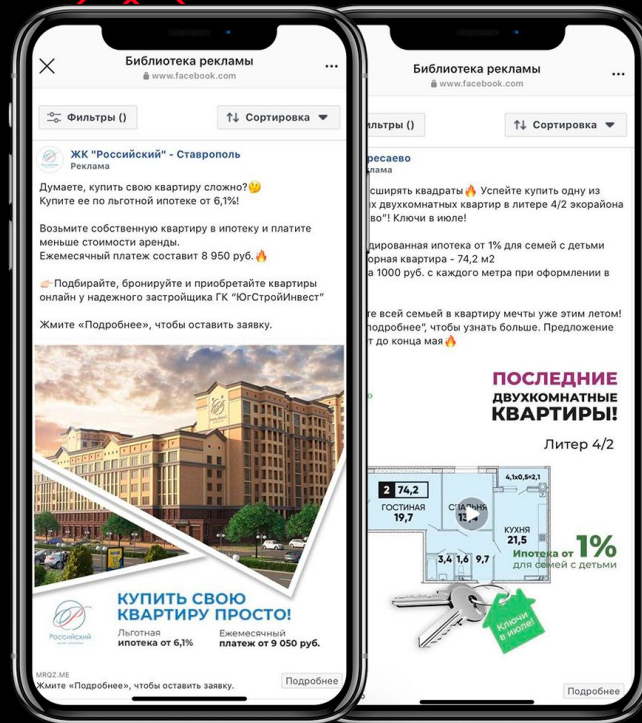 Библиотека рекламы
www.facebook.com
Фильтры ()
Сортировка
ЖК "Российский" - Ставрополь
Реклама
Думаете, купить свою квартиру сложно?🤔
Купите ее по льготной ипотеке от 6,1%!
Возьмите собственную квартиру в ипотеку и платите
меньше стоимости аренды.
Ежемесячный платеж составит 8 950 руб.🔥
👉🏻Подбирайте, бронируйте и приобретайте квартиры
онлайн у надежного застройщика ГК “ЮгСтройИнвест”
Жмите «Подробнее», чтобы оставить заявку.
КУПИТЬ СВОЮ
КВАРТИРУ ПРОСТО!
Российский
Льготная
ипотека от 6,1%
Ежемесячный
платеж от 9 050 руб.
MRQZ.ME
Жмите «Подробнее», чтобы оставить заявку.
Подробнее
Библиотека рекламы
www.facebook.com
льтры ()
Сортировка
ресаево
лама
сширять квадраты🔥 Успейте купить одну из
х двухкомнатных квартир в литере 4/2 экорайона
во"! Ключи в июле!
дированная ипотека от 1% для семей с детьми
орная квартира - 74,2 м2
а 1000 руб. с каждого метра при оформлении в
те всей семьей в квартиру мечты уже этим летом!
подробнее”, чтобы узнать больше. Предложение
т до конца мая🔥
ПОСЛЕДНИЕ
ДВУХКОМНАТНЫЕ
КВАРТИРЫ!
Литер 4/2
4,1х0,5=2,1
2 74,2
ГОСТИНАЯ
19,7
СПАЛЬНЯ
13,4
КУХНЯ
21,5
3,4 1,6 9,7
Ипотека от 1%
для семей с детьми
Ключи
в июле!
Подробнее